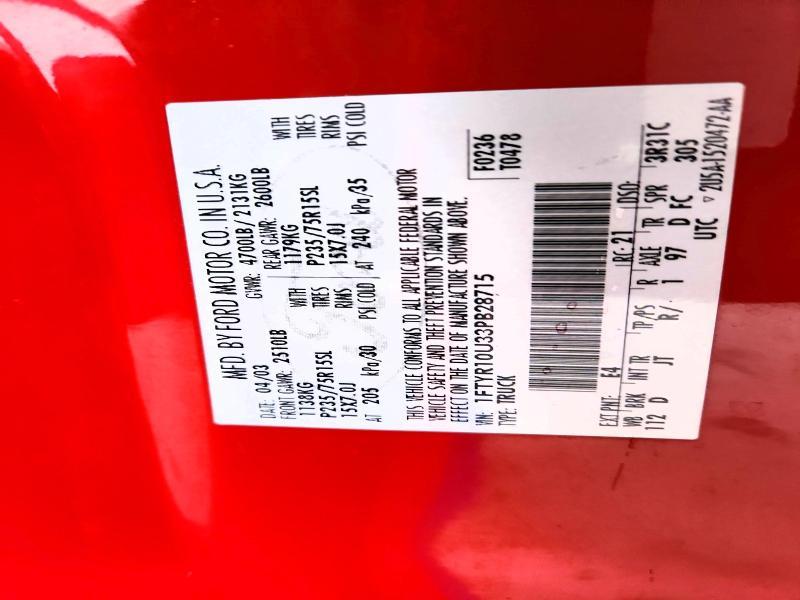 MFD. BY FORD MOTOR CO. IN U.S.A.
DATE: 04/03 GVWR: 4700LB/2131KG
FRONT GAWR: 2510LB REAR GAWR: 2600LB
1138KG WITH 1179KG WITH
P235/75R15SL TIRES P235/75R15SL TIRES
15X7.0J RIMS 15X7.0J RIMS
AT 205 kPa/30 PSI COLD AT 240 kPa/35 PSI COLD
THIS VEHICLE CONFORMS TO ALL APPLICABLE FEDERAL MOTOR
VEHICLE SAFETY AND THEFT PREVENTION STANDARDS IN
EFFECT ON THE DATE OF MANUFACTURE SHOWN ABOVE.
VIN: 1FTYR10U33PB28715 F0236
TYPE: TRUCK T0478
EXT PNT: E4 RC: 21 DSO:
WB BRK INT TR TP/PS R AXLE TR SPR 3R31C
112 D JT R/ 1 97 D FC 305
UTC ▽ 2U5A-1520472-AA